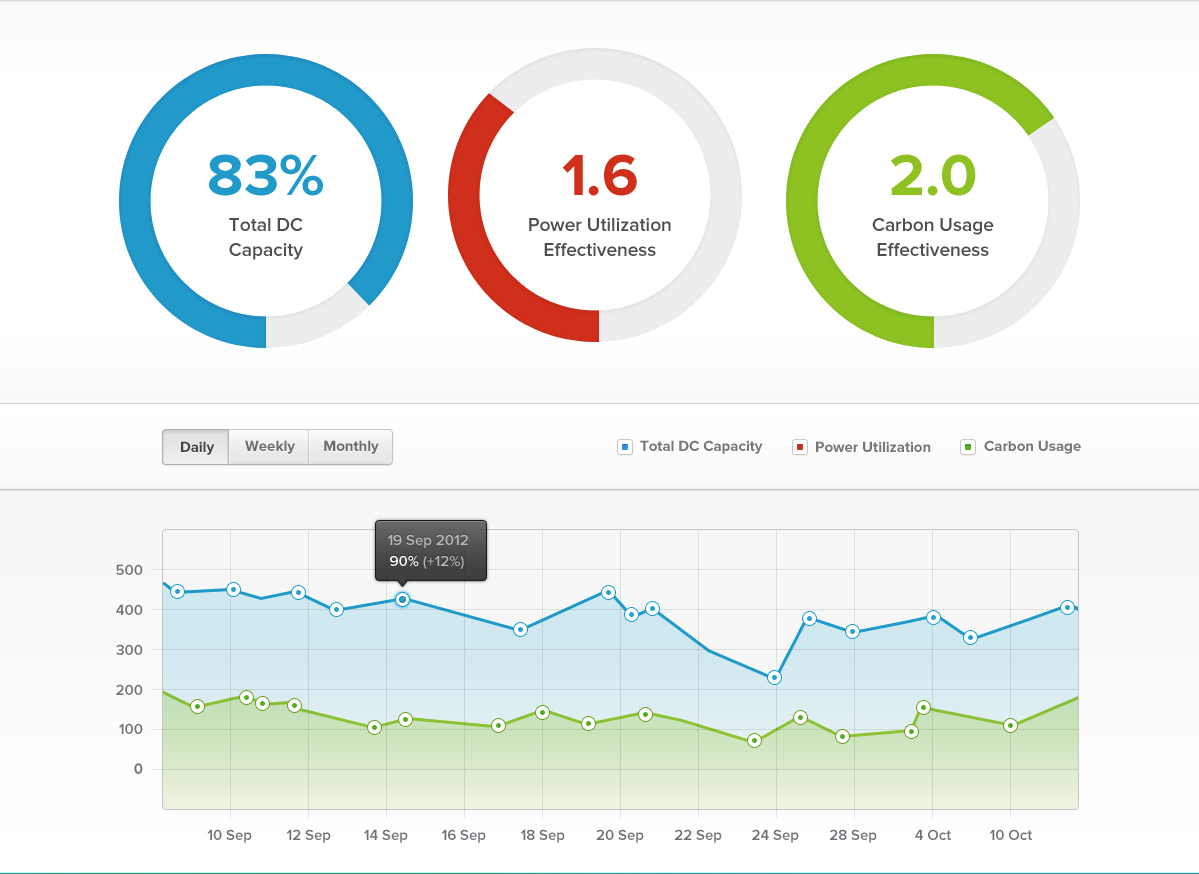 83%
Total DC
Capacity
1.6
Power Utilization
Effectiveness
2.0
Carbon Usage
Effectiveness
Daily Weekly Monthly
Total DC Capacity Power Utilization Carbon Usage
19 Sep 2012
90% (+12%)
500
400
300
200
100
0
10 Sep 12 Sep 14 Sep 16 Sep 18 Sep 20 Sep 22 Sep 24 Sep 28 Sep 4 Oct 10 Oct